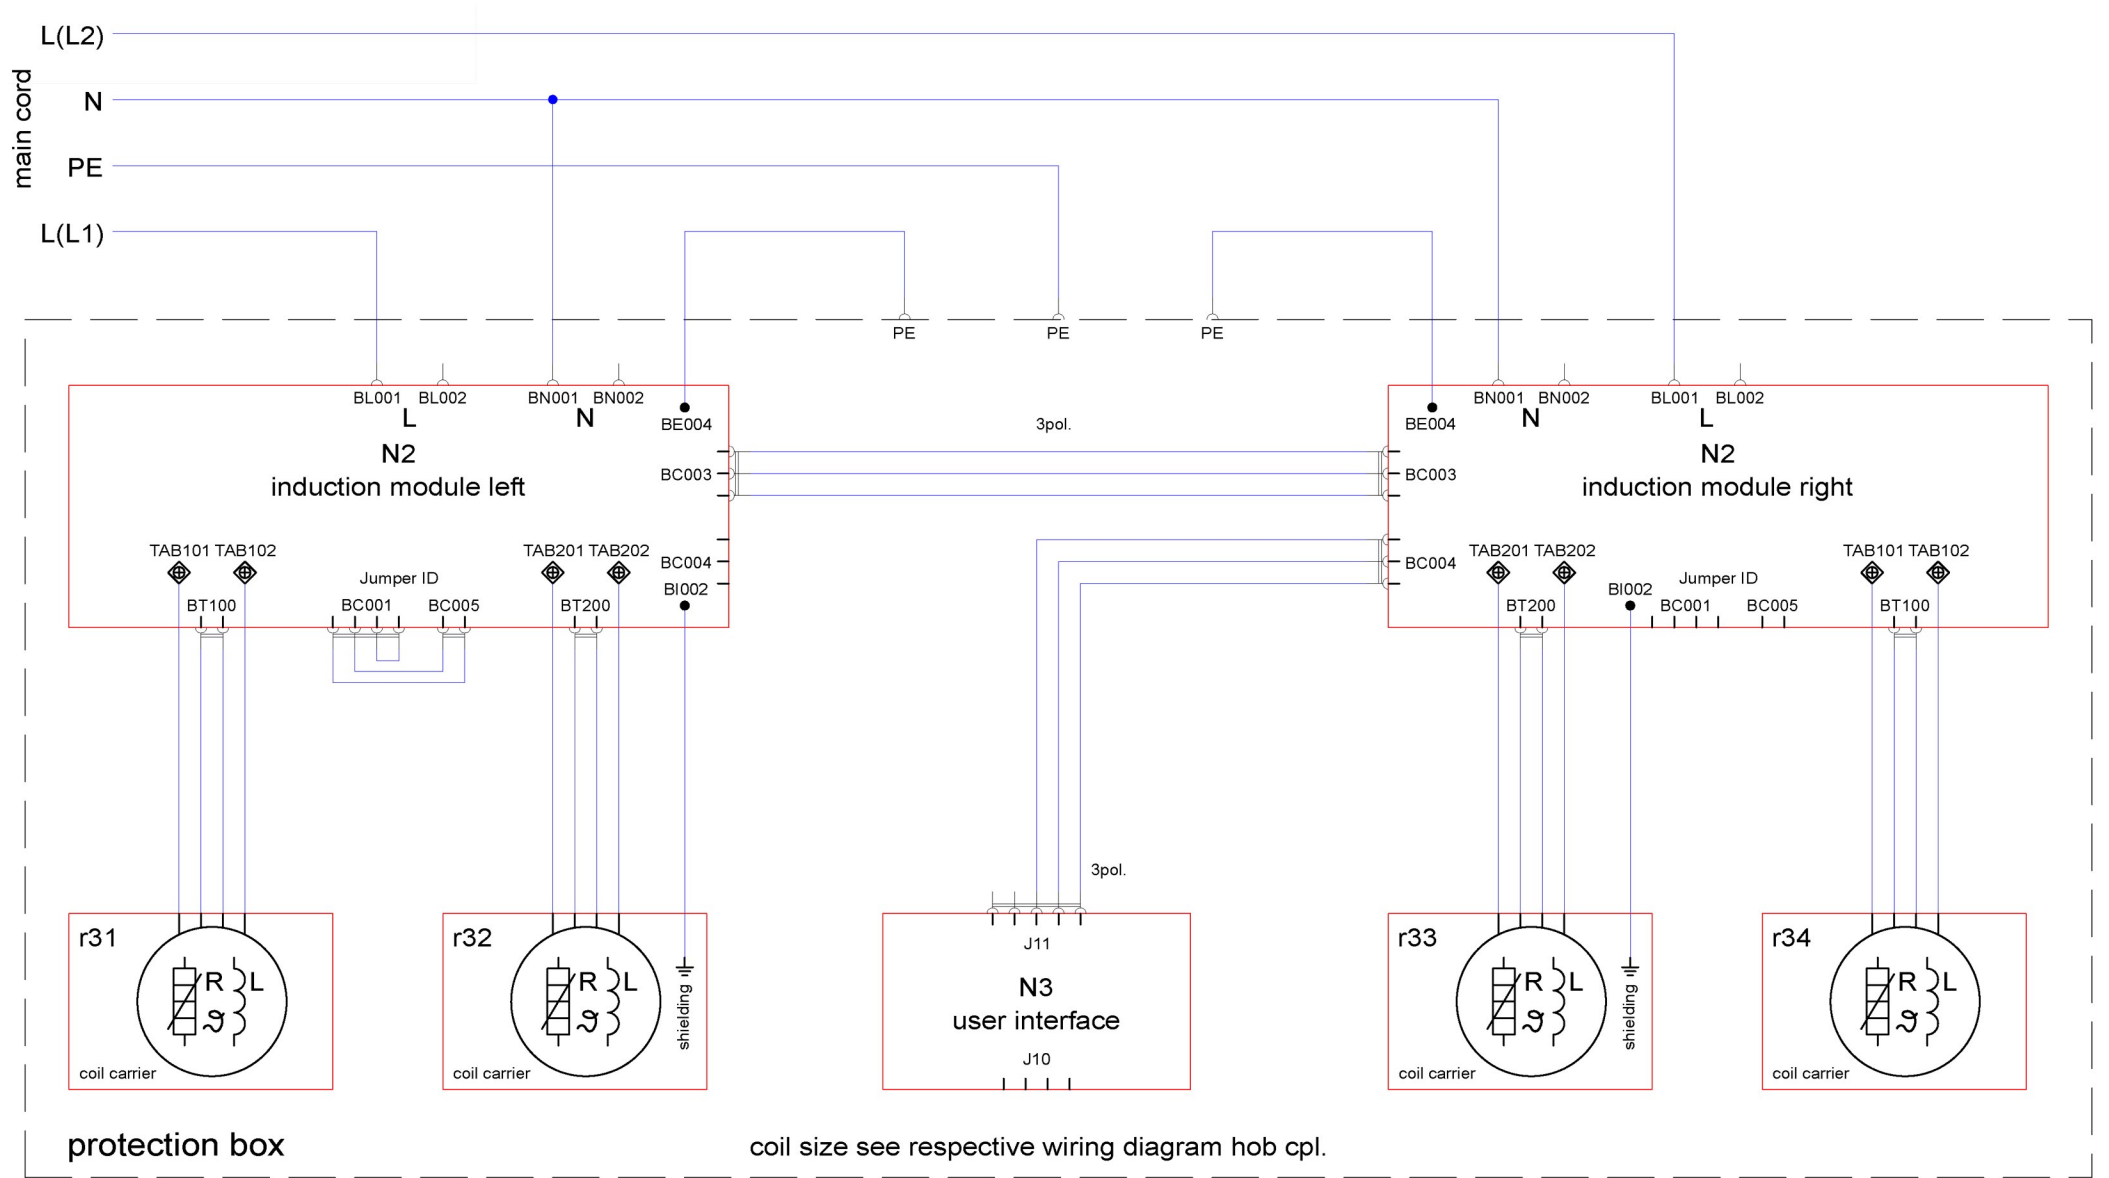 L(L2)
main cord
N
PE
L(L1)
PE PE PE
BL001 BL002 BN001 BN002
L N
BE004
N2
induction module left
BC003
TAB101 TAB102
TAB201 TAB202
BC004
Jumper ID
BI002
BT100 BC001 BC005 BT200
3pol.
BN001 BN002 BL001 BL002
N L
BE004
N2
induction module right
BC003
BC004
TAB201 TAB202
TAB101 TAB102
Jumper ID
BI002
BT200 BC001 BC005 BT100
3pol.
r31
R L
ϑ
coil carrier
r32
R L
ϑ
shielding
coil carrier
J11
N3
user interface
J10
r33
R L
ϑ
shielding
coil carrier
r34
R L
ϑ
coil carrier
protection box
coil size see respective wiring diagram hob cpl.